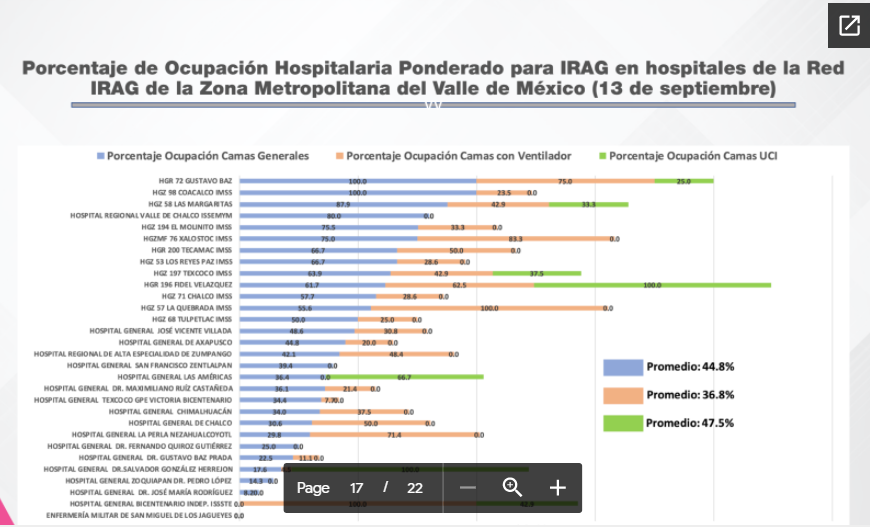 Porcentaje de Ocupación Hospitalaria Ponderado para IRAG en hospitales de la Red
IRAG de la Zona Metropolitana del Valle de México (13 de septiembre)
Porcentaje Ocupación Camas Generales Porcentaje Ocupación Camas con Ventilador Porcentaje Ocupación Camas UCI
HGR 72 GUSTAVO BAZ 100.0 75.0 25.0
HGZ 98 COACALCO IMSS 100.0 23.5 0.0
HGZ 58 LAS MARGARITAS 87.9 42.9 33.3
HOSPITAL REGIONAL VALLE DE CHALCO ISSEMYM 80.0 0.0
HGZ 194 EL MOLINITO IMSS 75.5 33.3 0.0
HGZMF 76 XALOSTOC IMSS 75.0 83.3 0.0
HGR 200 TECAMAC IMSS 66.7 50.0 0.0
HGZ 53 LOS REYES PAZ IMSS 66.7 28.6 0.0
HGZ 197 TEXCOCO IMSS 63.9 42.9 37.5
HGR 196 FIDEL VELAZQUEZ 61.7 62.5 100.0
HGZ 71 CHALCO IMSS 57.7 28.6 0.0
HGZ 57 LA QUEBRADA IMSS 55.6 100.0 0.0
HGZ 68 TULPETLAC IMSS 50.0 25.0 0.0
HOSPITAL GENERAL JOSÉ VICENTE VILLADA 48.6 30.8 0.0
HOSPITAL GENERAL DE AXAPUSCO 44.8 20.0 0.0
HOSPITAL REGIONAL DE ALTA ESPECIALIDAD DE ZUMPANGO 42.1 48.4 0.0
HOSPITAL GENERAL SAN FRANCISCO ZENTLALPAN 39.4 0.0
HOSPITAL GENERAL LAS AMÉRICAS 36.4 0.0 66.7
HOSPITAL GENERAL DR. MAXIMILIANO RUÍZ CASTAÑEDA 36.1 21.4 0.0
HOSPITAL GENERAL TEXCOCO GPE VICTORIA BICENTENARIO 34.4 7.7 0.0
HOSPITAL GENERAL CHIMALHUACÁN 34.0 37.5 0.0
HOSPITAL GENERAL DE CHALCO 30.6 50.0 0.0
HOSPITAL GENERAL LA PERLA NEZAHUALCOYOTL 29.8 71.4 0.0
HOSPITAL GENERAL DR. FERNANDO QUIROZ GUTIÉRREZ 25.0 0.0
HOSPITAL GENERAL DR. GUSTAVO BAZ PRADA 22.5 11.1 0.0
HOSPITAL GENERAL DR.SALVADOR GONZÁLEZ HERREJON 17.6
HOSPITAL GENERAL ZOQUIAPAN DR. PEDRO LÓPEZ 14.3 0.0
HOSPITAL GENERAL DR. JOSÉ MARÍA RODRÍGUEZ 8.2 0.0
HOSPITAL GENERAL BICENTENARIO INDEP. ISSSTE 0.0
ENFERMERÍA MILITAR DE SAN MIGUEL DE LOS JAGUEYES 0.0
Promedio: 44.8%
Promedio: 36.8%
Promedio: 47.5%
Page 17 / 22